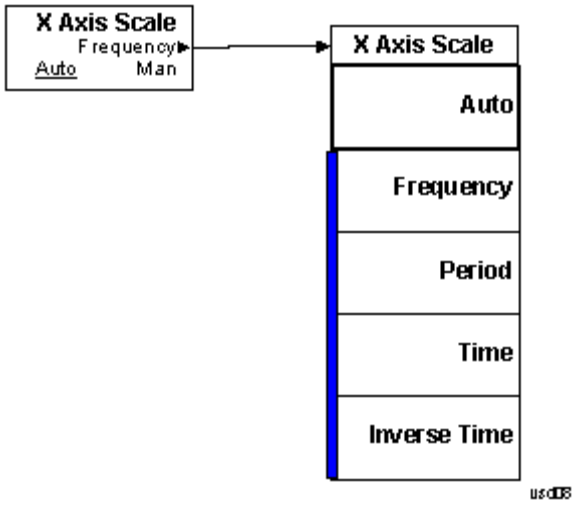 X Axis Scale
Frequency
Auto Man
X Axis Scale
Auto
Frequency
Period
Time
Inverse Time
usd08